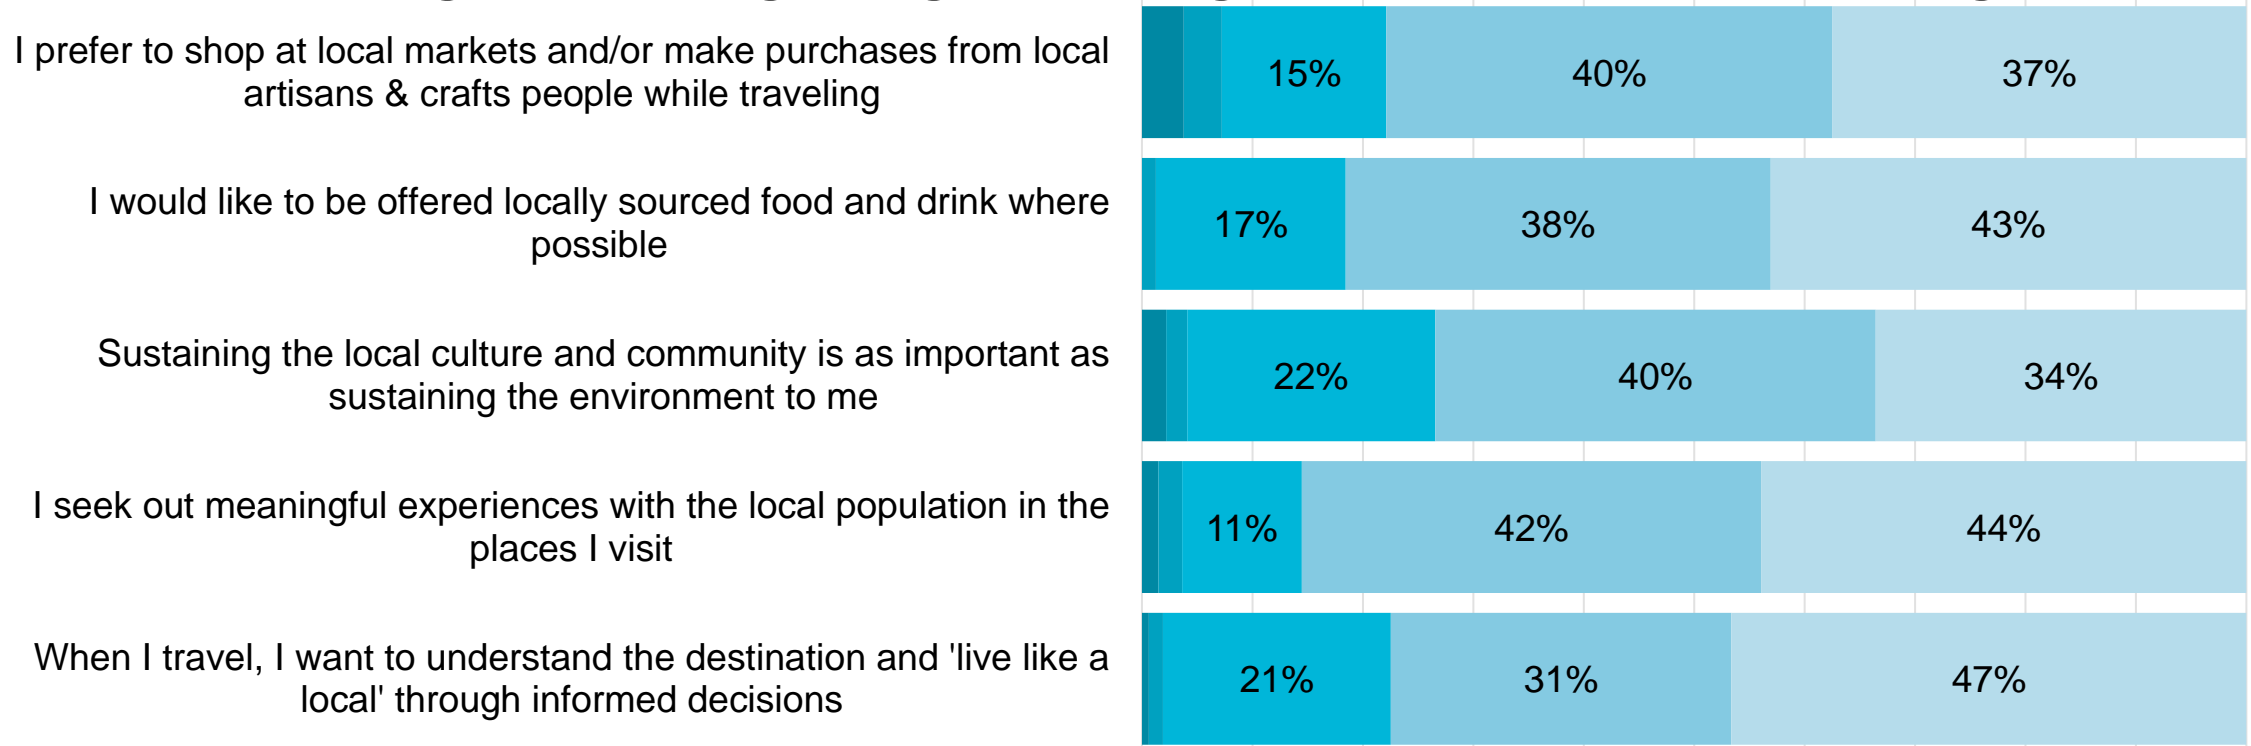 I prefer to shop at local markets and/or make purchases from local
artisans & crafts people while traveling
15% 40% 37%
I would like to be offered locally sourced food and drink where
possible
17% 38% 43%
Sustaining the local culture and community is as important as
sustaining the environment to me
22% 40% 34%
I seek out meaningful experiences with the local population in the
places I visit
11% 42% 44%
When I travel, I want to understand the destination and 'live like a
local' through informed decisions
21% 31% 47%